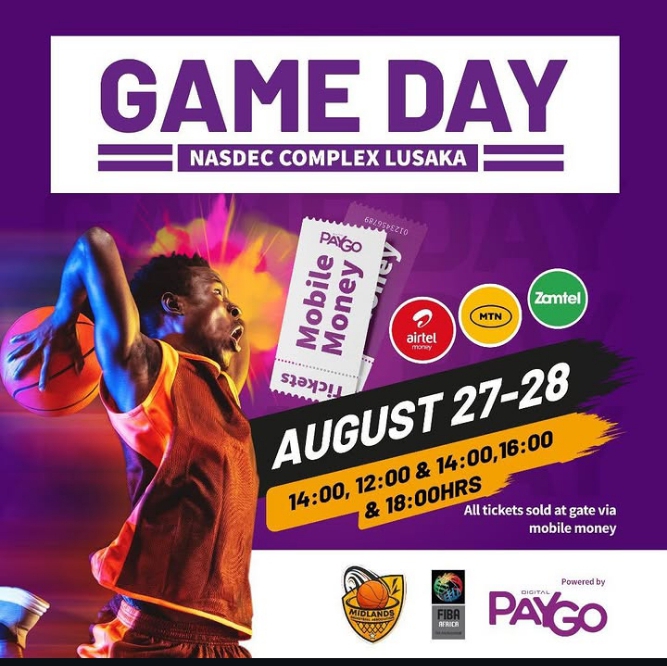 GAME DAY
NASDEC COMPLEX LUSAKA
0123456789
PAYGO
Mobile
Money
Tickets
airtel
money
MTN
Zamtel
AUGUST 27-28
14:00, 12:00 & 14:00,16:00
& 18:00HRS
All tickets sold at gate via
mobile money
MIDLANDS
FIBA
AFRICA
Powered by
DIGITAL
PAYGO